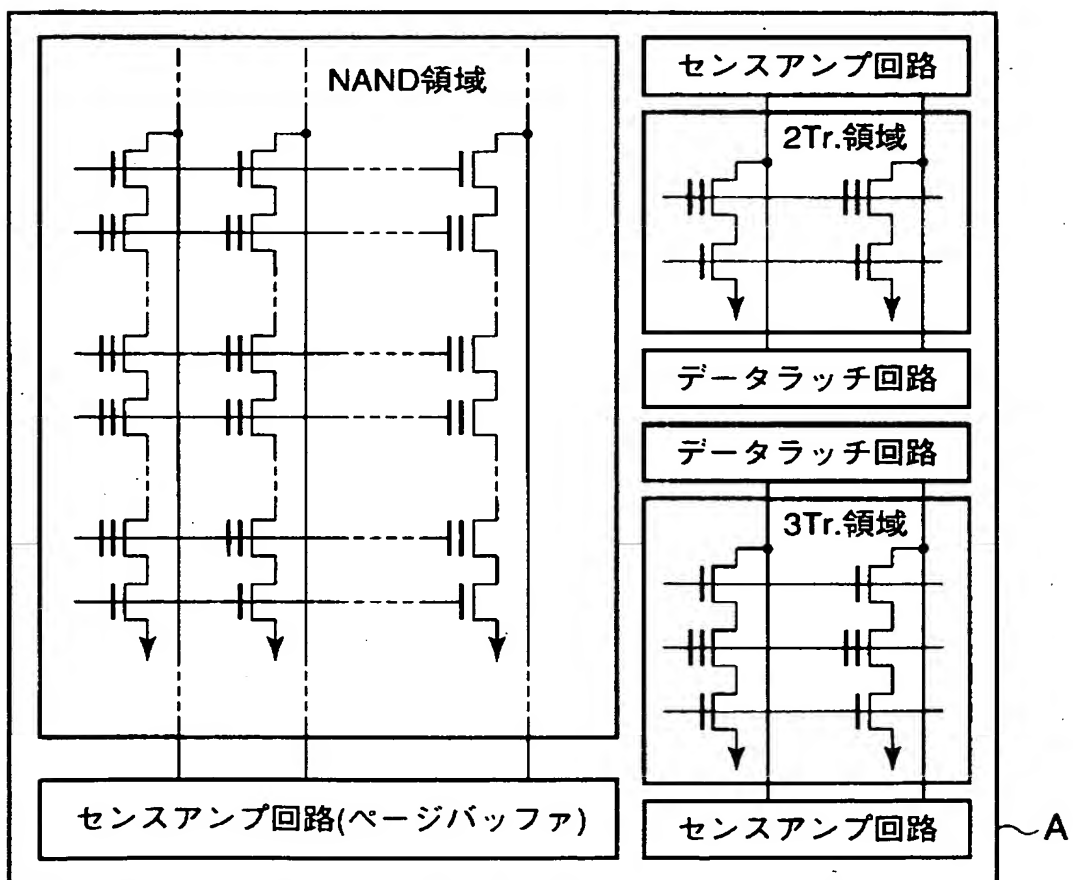 NAND領域
センスアンプ回路(ページバッファ)
センスアンプ回路
2Tr.領域
データラッチ回路
データラッチ回路
3Tr.領域
センスアンプ回路
A